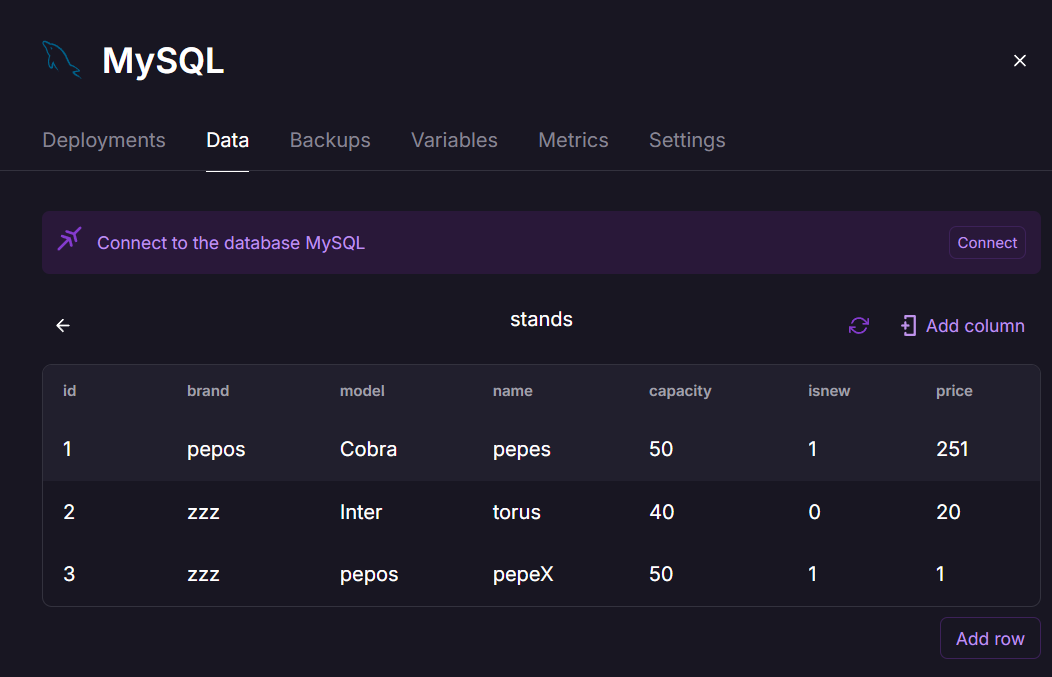 MySQL
Deployments Data Backups Variables Metrics Settings
Connect to the database MySQL Connect
stands Add column
id brand model name capacity isnew price
1 pepos Cobra pepes 50 1 251
2 zzz Inter torus 40 0 20
3 zzz pepos pepeX 50 1 1
Add row